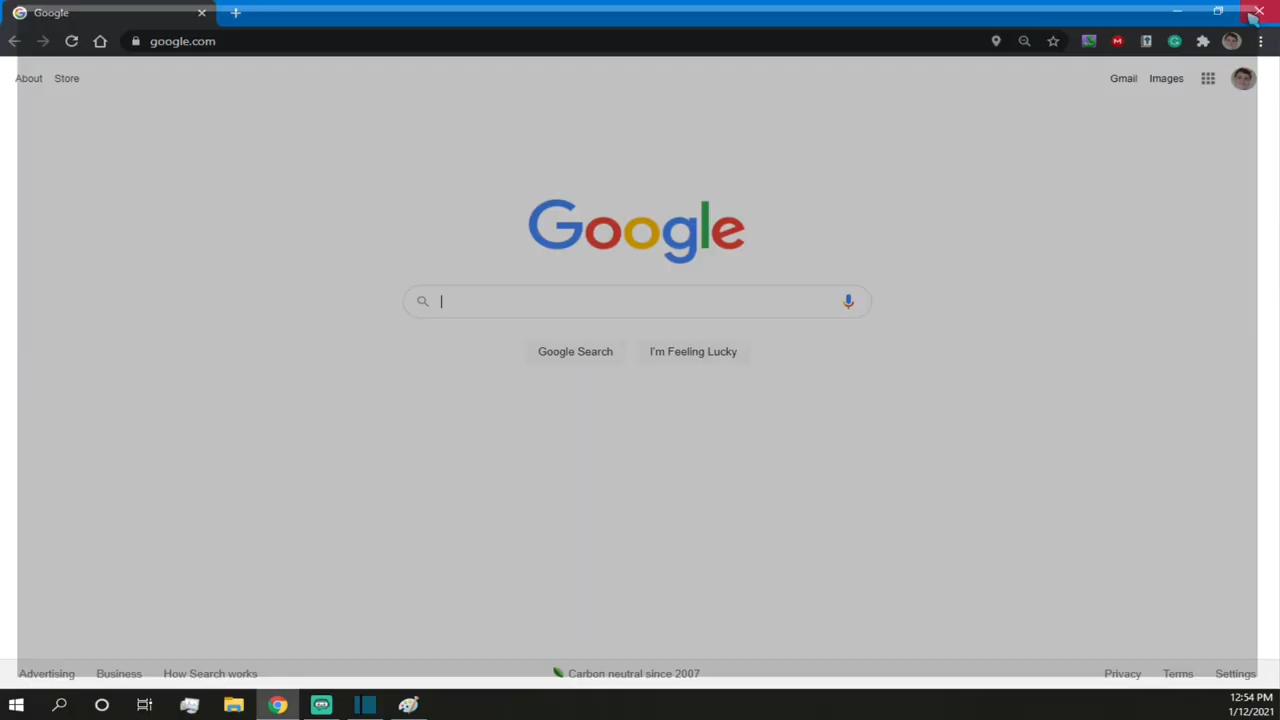 Google
google.com
About Store
Gmail Images
Google
Google Search I'm Feeling Lucky
Advertising Business How Search works
Carbon neutral since 2007
Privacy Terms Settings
12:54 PM
1/12/2021